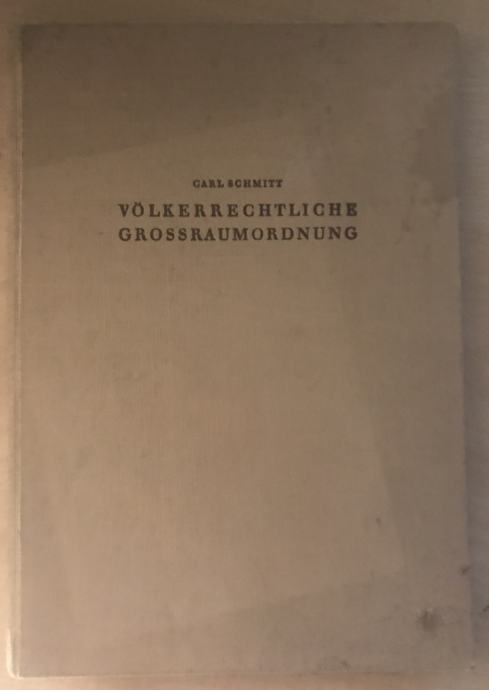 CARL SCHMITT
VÖLKERRECHTLICHE
GROSSRAUMORDNUNG